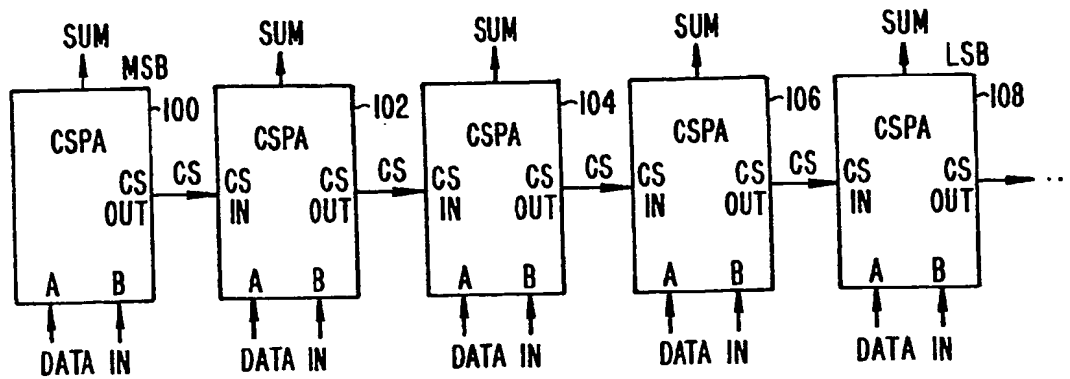 SUM SUM SUM SUM SUM
MSB LSB
100 102 104 106 108
CSPA CSPA CSPA CSPA CSPA
CS CS CS CS
CS OUT
CS IN CS OUT
CS IN CS OUT
CS IN CS OUT
CS IN CS OUT
A B A B A B A B A B
DATA IN DATA IN DATA IN DATA IN DATA IN